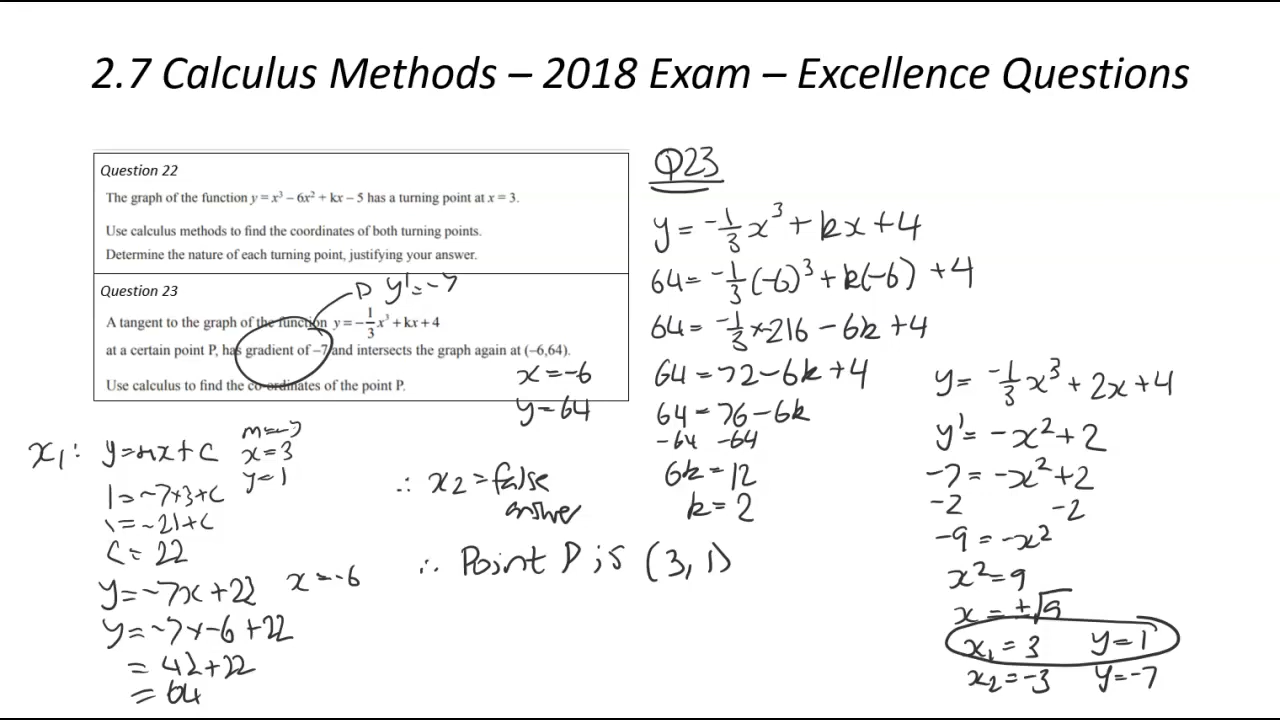 2.7 Calculus Methods – 2018 Exam – Excellence Questions
Question 22
The graph of the function y = x³ – 6x² + kx – 5 has a turning point at x = 3.
Use calculus methods to find the coordinates of both turning points.
Determine the nature of each turning point, justifying your answer.
Question 23
y' = -7
A tangent to the graph of the function y = –1/3 x³ + kx + 4
at a certain point P, has gradient of –7 and intersects the graph again at (–6,64).
Use calculus to find the co-ordinates of the point P.
x = -6
y = 64
Q23
y = -1/3 x³ + kx + 4
64 = -1/3 (-6)³ + k(-6) + 4
64 = -1/3 x -216 - 6k + 4
64 = 72 - 6k + 4
64 = 76 - 6k
-64 -64
6k = 12
k = 2
y = -1/3 x³ + 2x + 4
y' = -x² + 2
-7 = -x² + 2
-2 -2
-9 = -x²
x² = 9
x = ±√9
x₁ = 3 y = 1
x₂ = -3 y = -7
x₁: y = mx + c
m = -7
x = 3
y = 1
1 = -7 x 3 + c
1 = -21 + c
c = 22
y = -7x + 22 x = -6
y = -7 x -6 + 22
= 42 + 22
= 64
∴ x₂ = false
answer
∴ Point P is (3, 1)